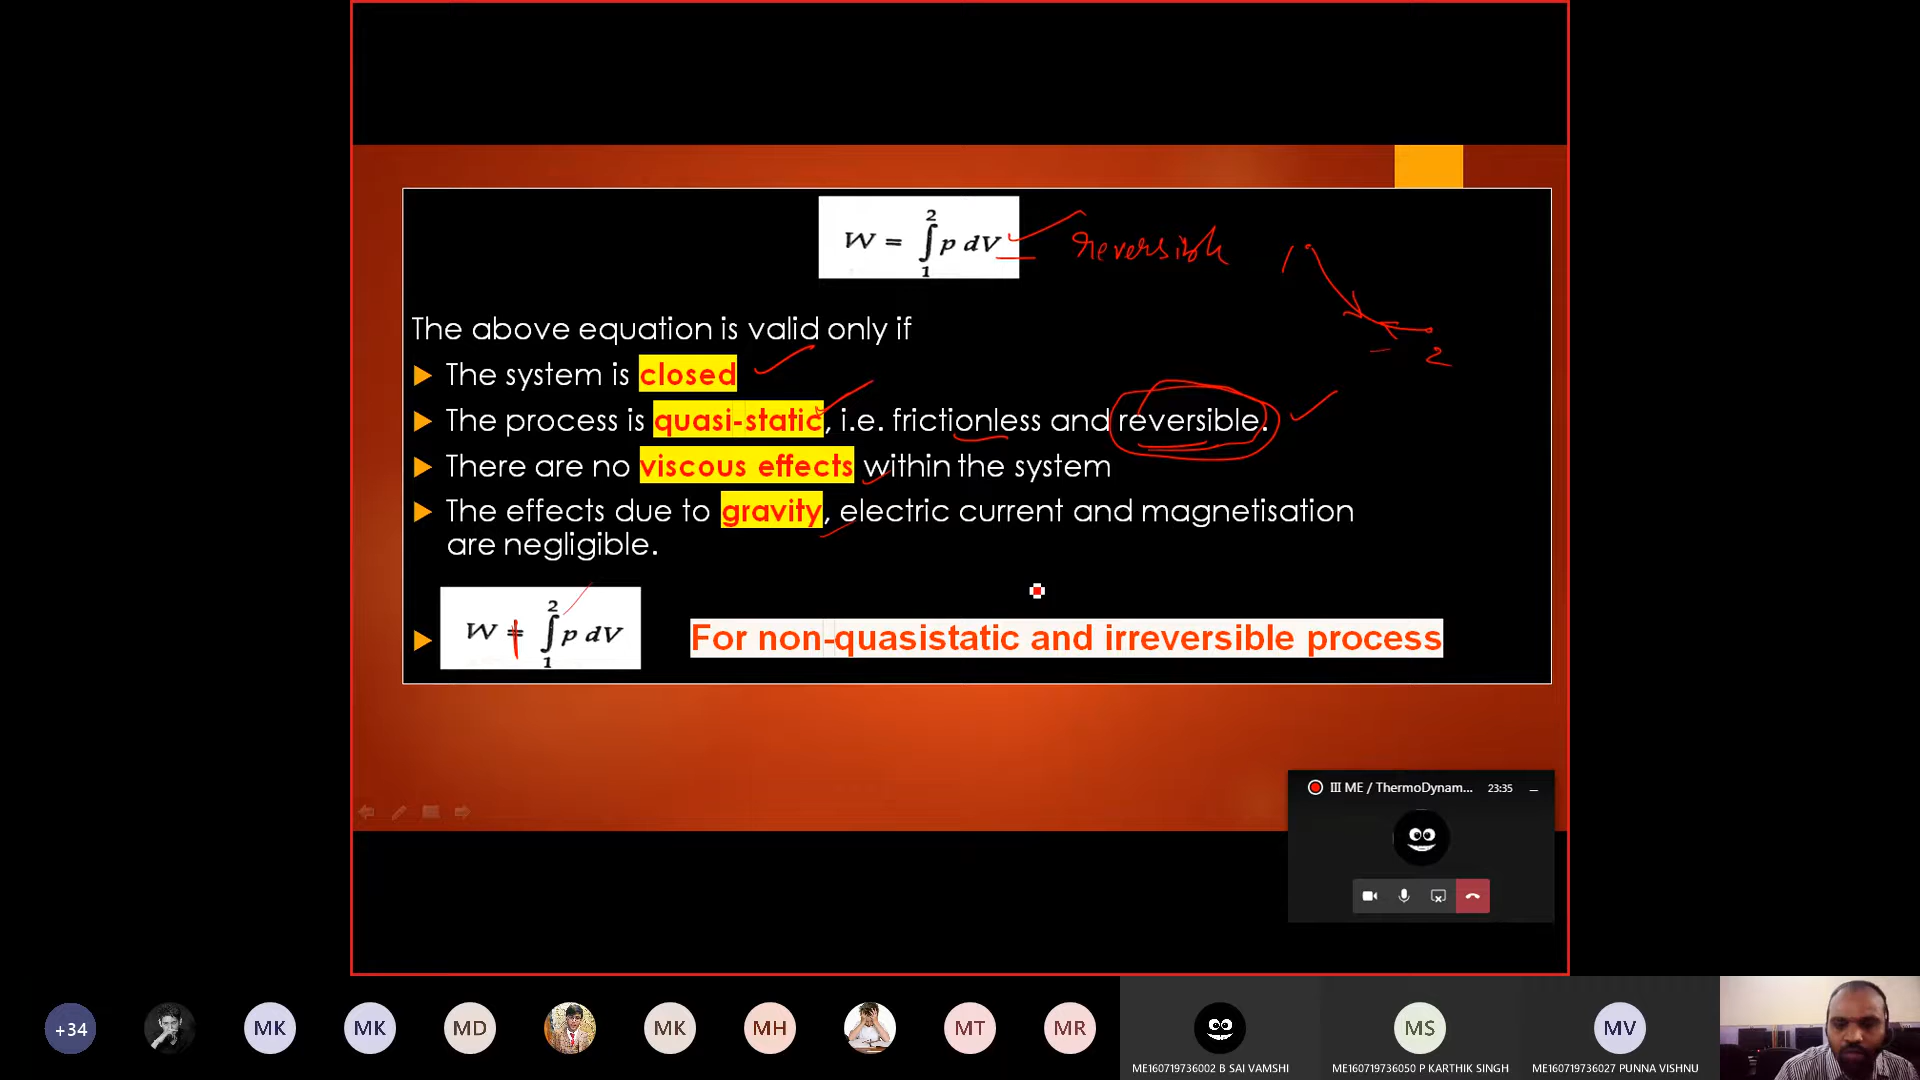 W = ∫₁² p dV
reversible
1
2
The above equation is valid only if
The system is closed
The process is quasi-static, i.e. frictionless and reversible.
There are no viscous effects within the system
The effects due to gravity, electric current and magnetisation
are negligible.
W ≠ ∫₁² p dV
For non-quasistatic and irreversible process
III ME / ThermoDynam... 23:35
+34
MK
MK
MD
MK
MH
MT
MR
MS
MV
ME160719736002 B SAI VAMSHI
ME160719736050 P KARTHIK SINGH
ME160719736027 PUNNA VISHNU